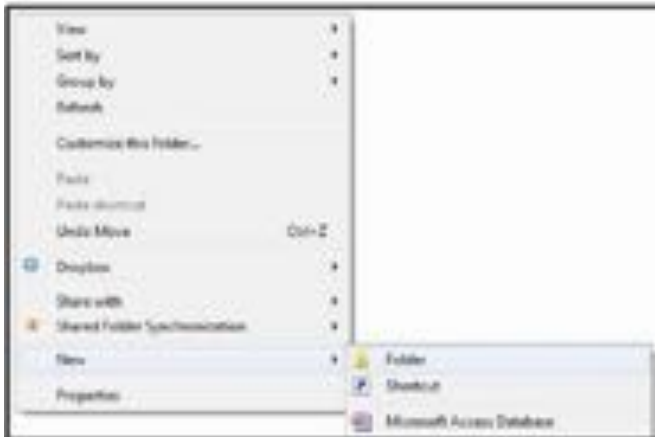 View
Sort by
Group by
Refresh
Customize this folder...
Paste
Paste shortcut
Undo Move Ctrl+Z
Dropbox
Share with
Shared Folder Synchronization
New
Folder
Shortcut
Properties
Microsoft Access Database